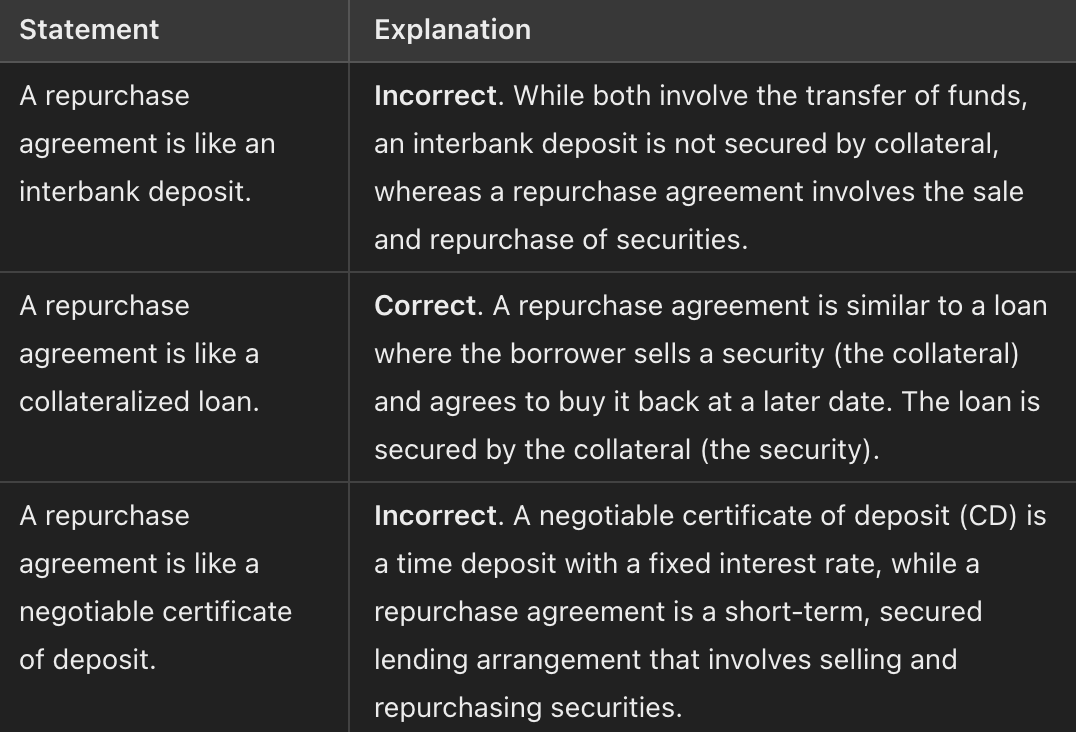 Statement
Explanation
A repurchase
agreement is like an
interbank deposit.
Incorrect. While both involve the transfer of funds,
an interbank deposit is not secured by collateral,
whereas a repurchase agreement involves the sale
and repurchase of securities.
A repurchase
agreement is like a
collateralized loan.
Correct. A repurchase agreement is similar to a loan
where the borrower sells a security (the collateral)
and agrees to buy it back at a later date. The loan is
secured by the collateral (the security).
A repurchase
agreement is like a
negotiable certificate
of deposit.
Incorrect. A negotiable certificate of deposit (CD) is
a time deposit with a fixed interest rate, while a
repurchase agreement is a short-term, secured
lending arrangement that involves selling and
repurchasing securities.